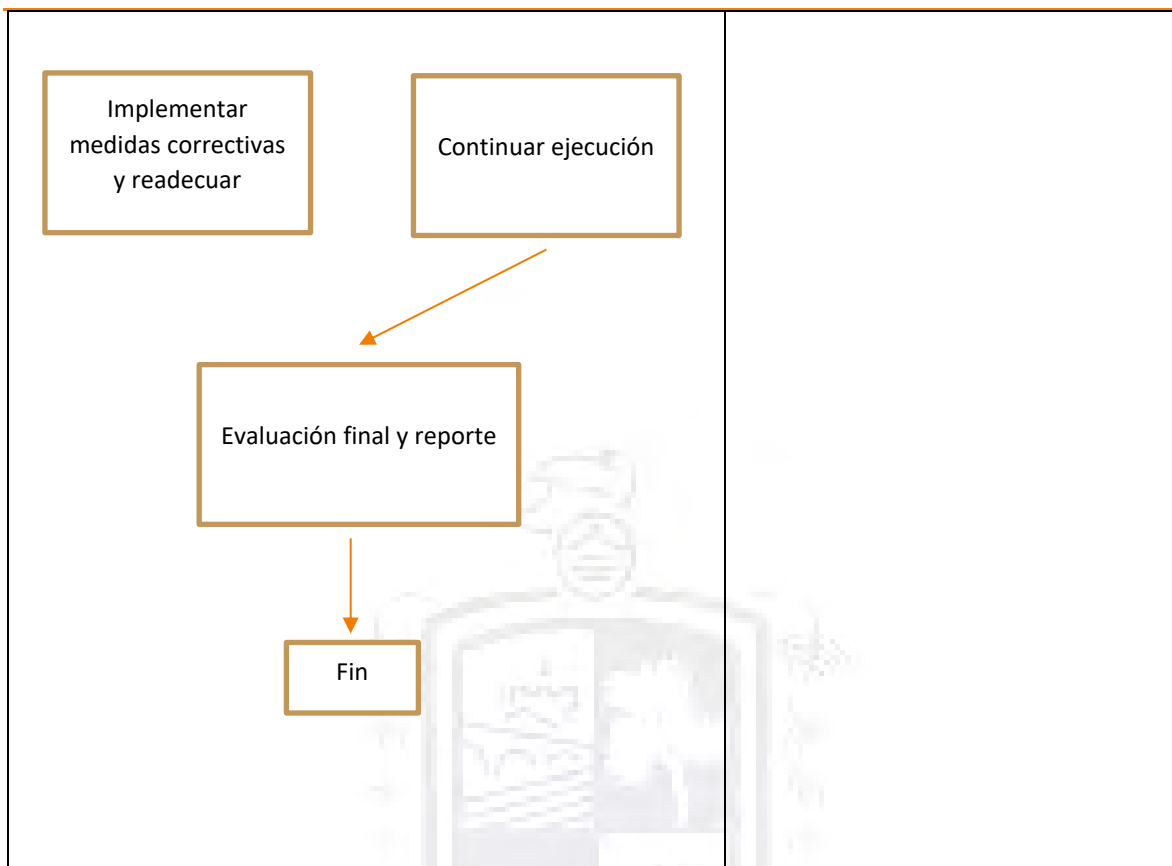 Implementar
medidas correctivas
y readecuar
Continuar ejecución
Evaluación final y reporte
Fin